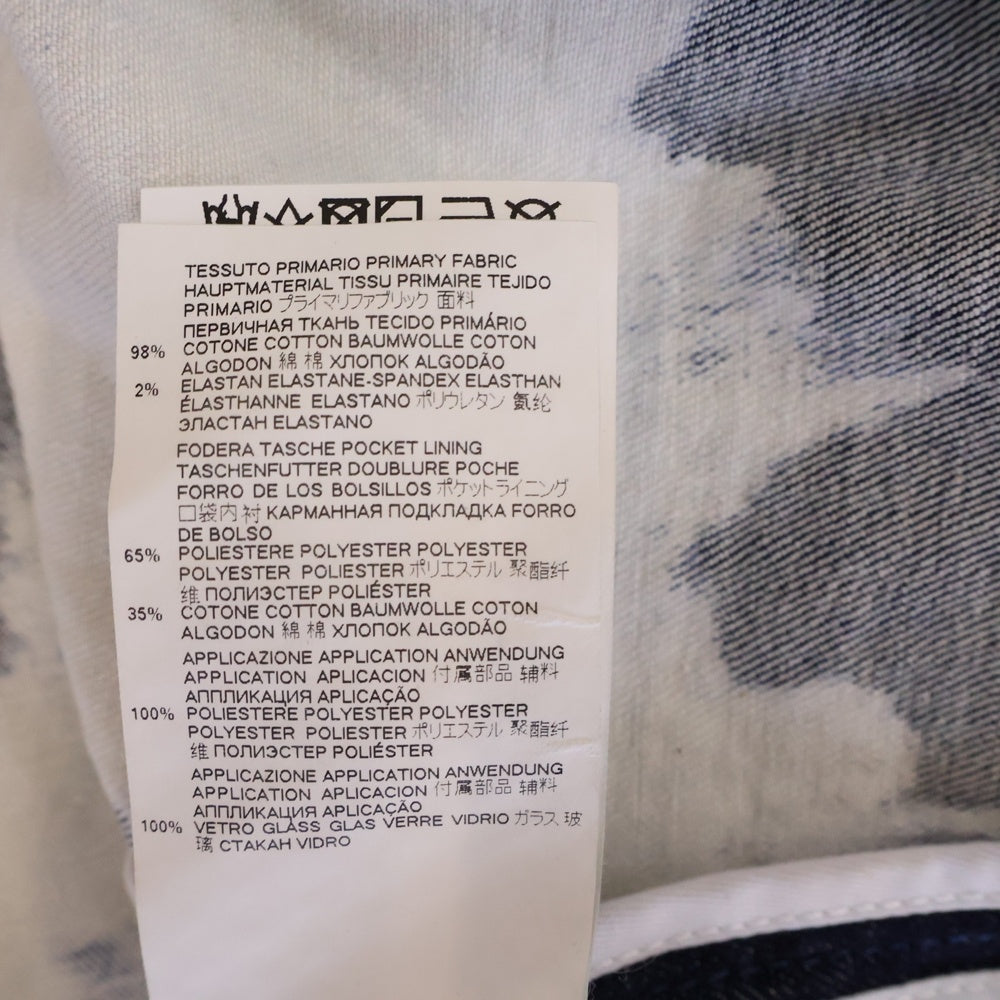 TESSUTO PRIMARIO PRIMARY FABRIC
HAUPTMATERIAL TISSU PRIMAIRE TEJIDO
PRIMARIO プライマリファブリック 面料
ПЕРВИЧНАЯ ТКАНЬ TECIDO PRIMÁRIO
98% COTONE COTTON BAUMWOLLE COTON
ALGODON 綿 棉 ХЛОПОК ALGODÃO
2% ELASTAN ELASTANE-SPANDEX ELASTHAN
ÉLASTHANNE ELASTANO ポリウレタン 氨纶
ЭЛАСТАН ELASTANO
FODERA TASCHE POCKET LINING
TASCHENFUTTER DOUBLURE POCHE
FORRO DE LOS BOLSILLOS ポケットライニング
口袋内衬 КАРМАННАЯ ПОДКЛАДКА FORRO
DE BOLSO
65% POLIESTERE POLYESTER POLYESTER
POLYESTER POLIESTER ポリエステル 聚酯纤
维 ПОЛИЭСТЕР POLIÉSTER
35% COTONE COTTON BAUMWOLLE COTON
ALGODON 綿 棉 ХЛОПОК ALGODÃO
APPLICAZIONE APPLICATION ANWENDUNG
APPLICATION APLICACION 付属部品 辅料
АППЛИКАЦИЯ APLICAÇÃO
100% POLIESTERE POLYESTER POLYESTER
POLYESTER POLIESTER ポリエステル 聚酯纤
维 ПОЛИЭСТЕР POLIÉSTER
APPLICAZIONE APPLICATION ANWENDUNG
APPLICATION APLICACION 付属部品 辅料
АППЛИКАЦИЯ APLICAÇÃO
100% VETRO GLASS GLAS VERRE VIDRIO ガラス 玻
璃 СТАКАН VIDRO